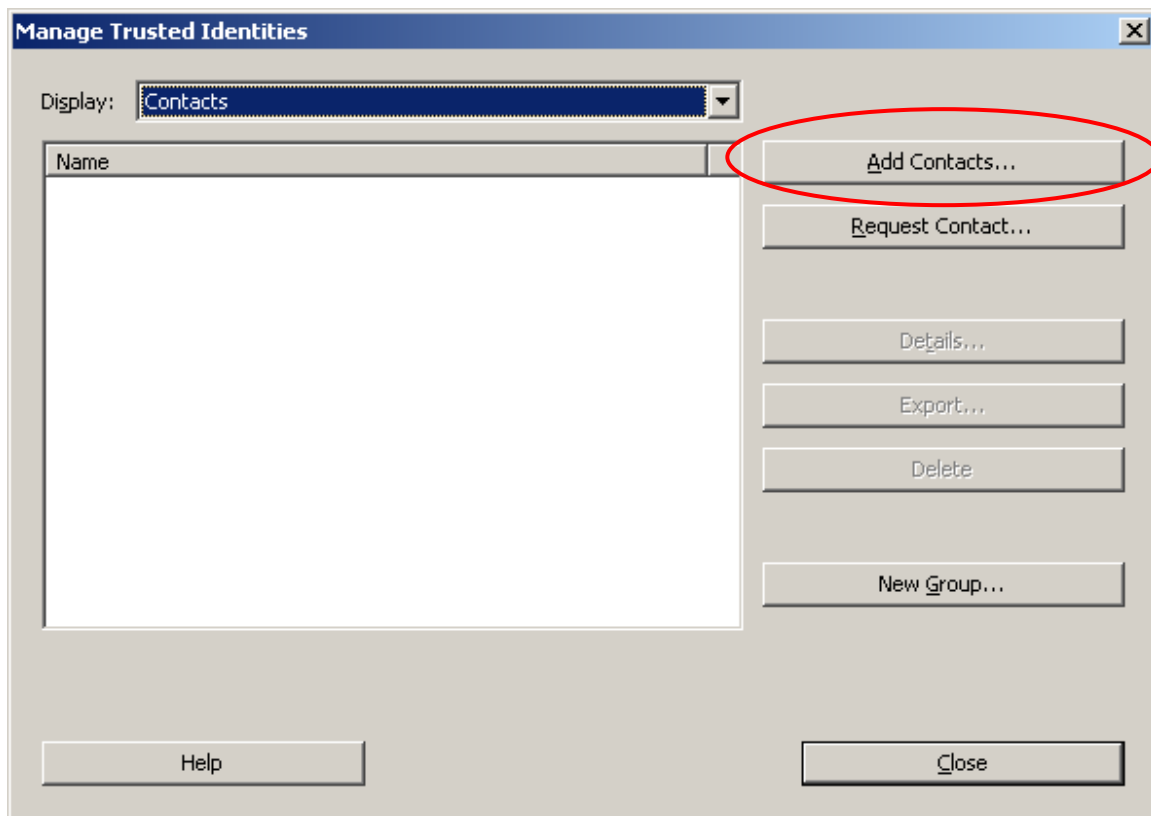 Manage Trusted Identities
Display: Contacts
Name
Add Contacts...
Request Contact...
Details...
Export...
Delete
New Group...
Help
Close